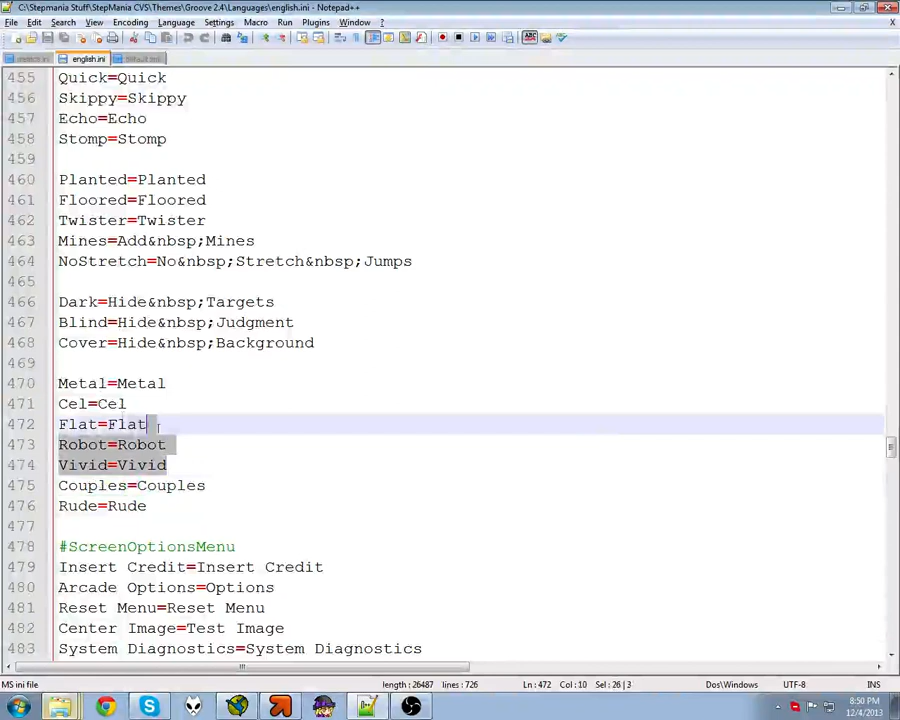 C:\Stepmania Stuff\StepMania CVS\Themes\Groove 2.4\Languages\english.ini - Notepad++
File Edit Search View Encoding Language Settings Macro Run Plugins Window ?
english.ini
455 Quick=Quick
456 Skippy=Skippy
457 Echo=Echo
458 Stomp=Stomp
459
460 Planted=Planted
461 Floored=Floored
462 Twister=Twister
463 Mines=Add&nbsp;Mines
464 NoStretch=No&nbsp;Stretch&nbsp;Jumps
465
466 Dark=Hide&nbsp;Targets
467 Blind=Hide&nbsp;Judgment
468 Cover=Hide&nbsp;Background
469
470 Metal=Metal
471 Cel=Cel
472 Flat=Flat
473 Robot=Robot
474 Vivid=Vivid
475 Couples=Couples
476 Rude=Rude
477
478 #ScreenOptionsMenu
479 Insert Credit=Insert Credit
480 Arcade Options=Options
481 Reset Menu=Reset Menu
482 Center Image=Test Image
483 System Diagnostics=System Diagnostics
MS ini file length : 26487 lines : 726 Ln : 472 Col : 10 Sel : 26 | 3 Dos\Windows UTF-8 INS
8:50 PM
12/4/2013